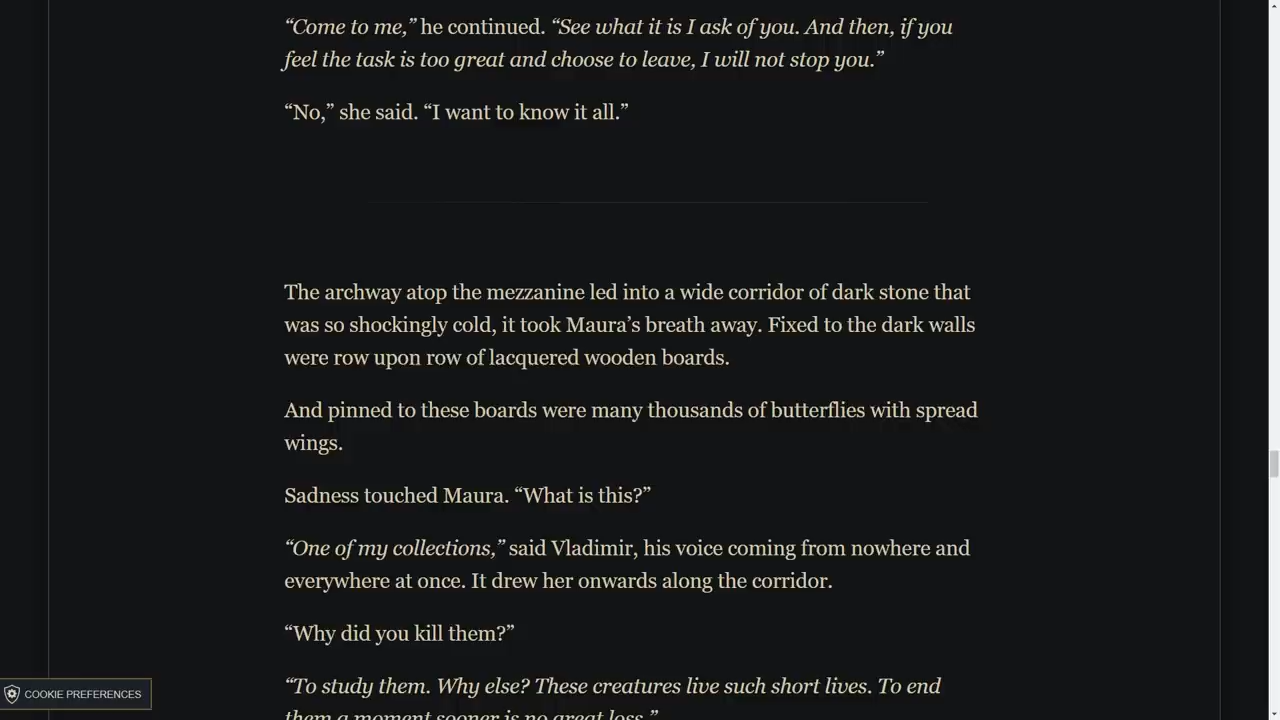 “Come to me,” he continued. “See what it is I ask of you. And then, if you
feel the task is too great and choose to leave, I will not stop you.”
“No,” she said. “I want to know it all.”
The archway atop the mezzanine led into a wide corridor of dark stone that
was so shockingly cold, it took Maura’s breath away. Fixed to the dark walls
were row upon row of lacquered wooden boards.
And pinned to these boards were many thousands of butterflies with spread
wings.
Sadness touched Maura. “What is this?”
“One of my collections,” said Vladimir, his voice coming from nowhere and
everywhere at once. It drew her onwards along the corridor.
“Why did you kill them?”
“To study them. Why else? These creatures live such short lives. To end
them a moment sooner is no great loss.”
COOKIE PREFERENCES